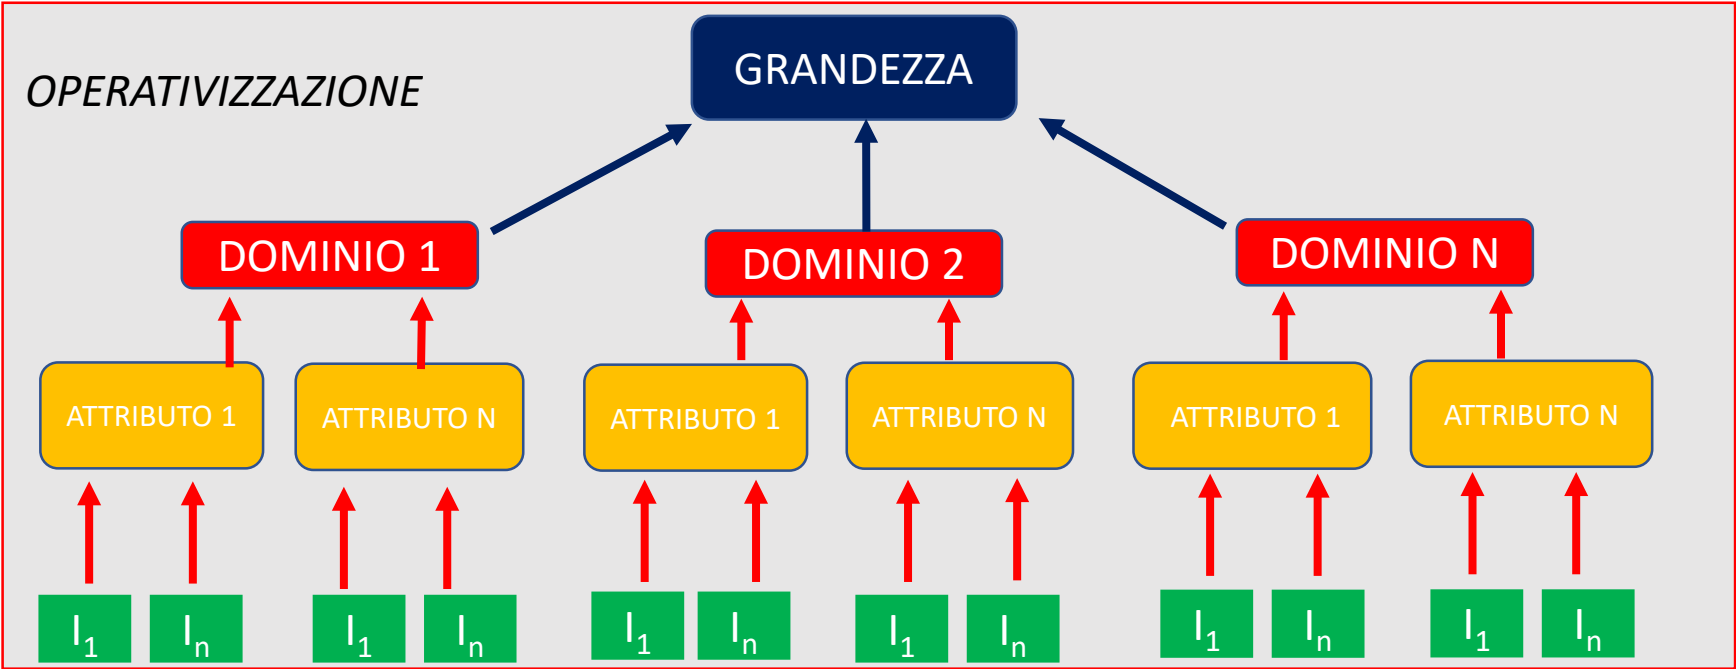 OPERATIVIZZAZIONE
GRANDEZZA
DOMINIO 1
DOMINIO 2
DOMINIO N
ATTRIBUTO 1
ATTRIBUTO N
ATTRIBUTO 1
ATTRIBUTO N
ATTRIBUTO 1
ATTRIBUTO N
I₁
Iₙ
I₁
Iₙ
I₁
Iₙ
I₁
Iₙ
I₁
Iₙ
I₁
Iₙ